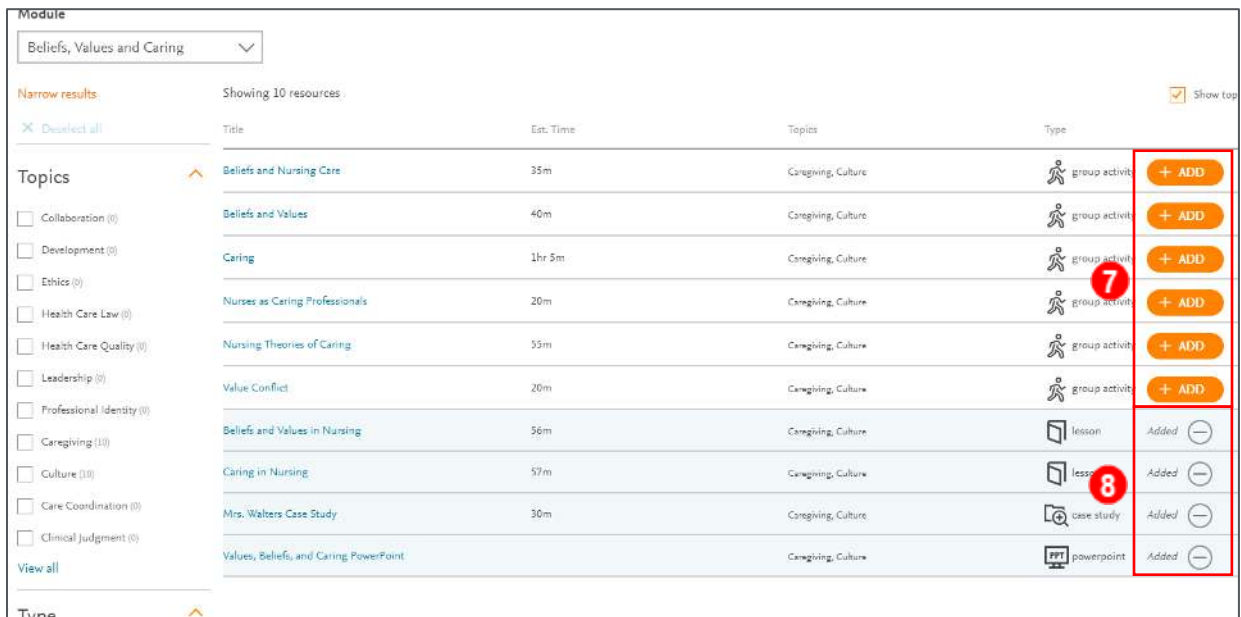 Module
Beliefs, Values and Caring
Narrow results
Showing 10 resources
Show top
Deselect all
Title Est. Time Topics Type
Topics
Beliefs and Nursing Care 35m Caregiving, Culture group activity + ADD
Collaboration (0)
Beliefs and Values 40m Caregiving, Culture group activity + ADD
Development (0)
Caring 1hr 5m Caregiving, Culture group activity + ADD
Ethics (0)
7
Nurses as Caring Professionals 20m Caregiving, Culture group activity + ADD
Health Care Law (0)
Health Care Quality (0)
Nursing Theories of Caring 55m Caregiving, Culture group activity + ADD
Leadership (0)
Value Conflict 20m Caregiving, Culture group activity + ADD
Professional Identity (0)
Beliefs and Values in Nursing 56m Caregiving, Culture lesson Added
Caregiving (10)
Culture (10)
Caring in Nursing 57m Caregiving, Culture lesson Added
8
Care Coordination (0)
Mrs. Walters Case Study 30m Caregiving, Culture case study Added
Clinical Judgment (0)
Values, Beliefs, and Caring PowerPoint Caregiving, Culture PPT powerpoint Added
View all
Type